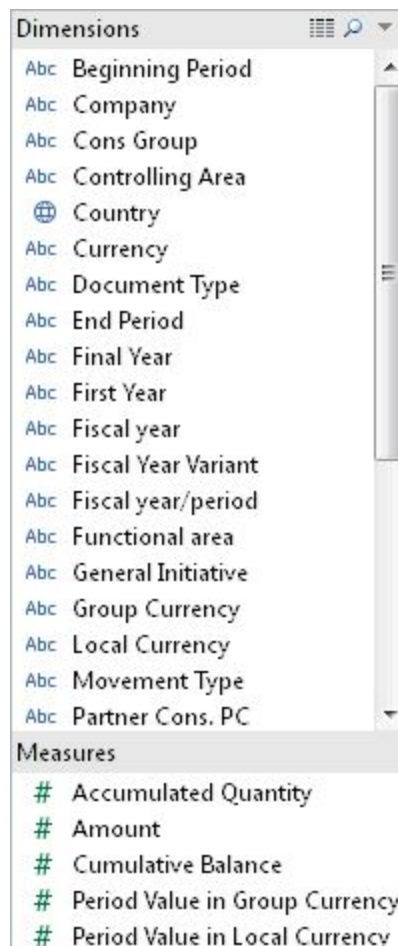 Dimensions
Abc Beginning Period
Abc Company
Abc Cons Group
Abc Controlling Area
Country
Abc Currency
Abc Document Type
Abc End Period
Abc Final Year
Abc First Year
Abc Fiscal year
Abc Fiscal Year Variant
Abc Fiscal year/period
Abc Functional area
Abc General Initiative
Abc Group Currency
Abc Local Currency
Abc Movement Type
Abc Partner Cons. PC
Measures
# Accumulated Quantity
# Amount
# Cumulative Balance
# Period Value in Group Currency
# Period Value in Local Currency